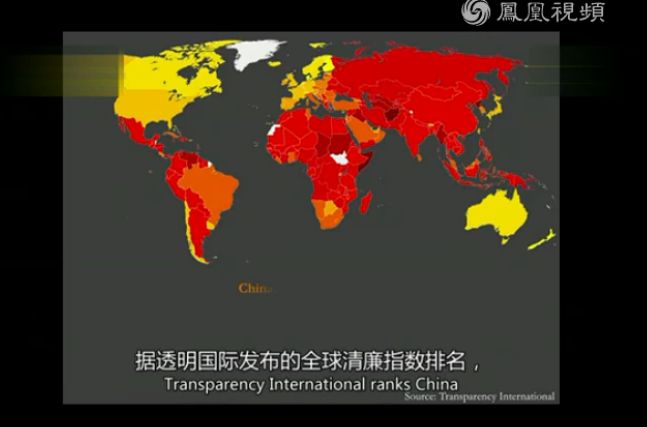 鳳凰視頻
China
据透明国际发布的全球清廉指数排名，
Transparency International ranks China
Source: Transparency International